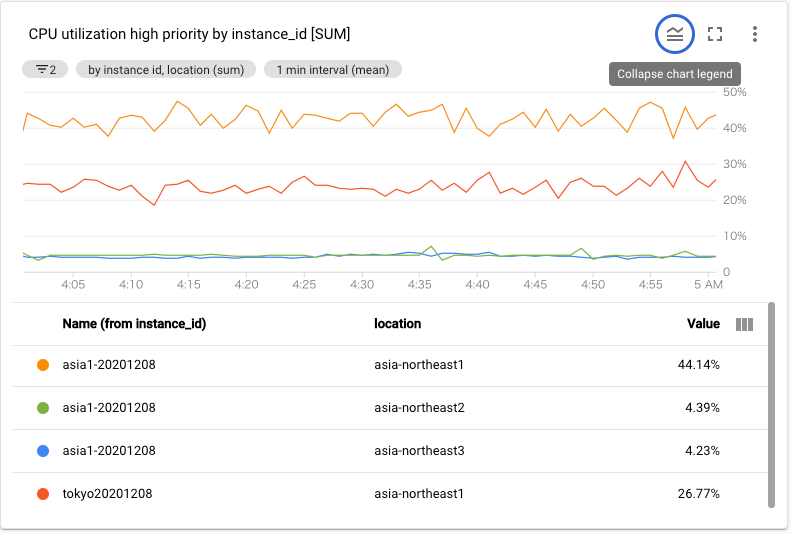 CPU utilization high priority by instance_id [SUM]
2
by instance id, location (sum)
1 min interval (mean)
Collapse chart legend
50%
40%
30%
20%
10%
0
4:05 4:10 4:15 4:20 4:25 4:30 4:35 4:40 4:45 4:50 4:55 5 AM
Name (from instance_id) location Value
asia1-20201208 asia-northeast1 44.14%
asia1-20201208 asia-northeast2 4.39%
asia1-20201208 asia-northeast3 4.23%
tokyo20201208 asia-northeast1 26.77%